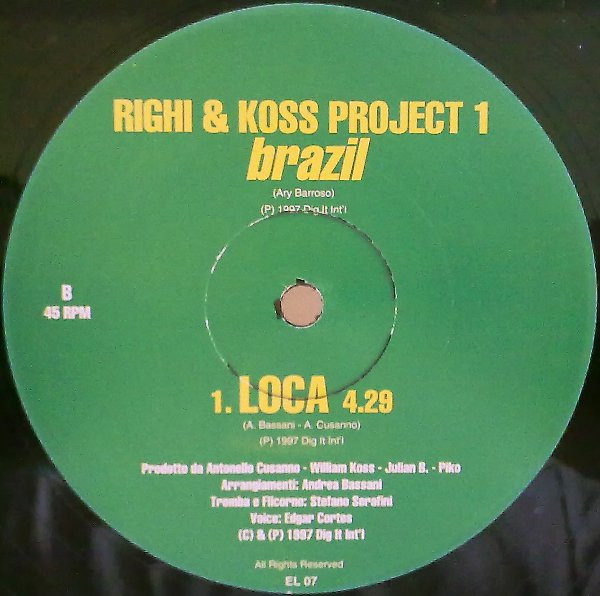 RIGHI & KOSS PROJECT 1
brazil
(Ary Barroso)
(P) 1997 Dig It Int'l
B
45 RPM
1. LOCA 4.29
(A. Bassani - A. Cusanno)
(P) 1997 Dig It Int'l
Prodotto da Antonello Cusanno - William Koss - Julian B. - Piko
Arrangiamenti: Andrea Bassani
Tromba e Flicorno: Stefano Serafini
Voice: Edgar Cortes
(C) & (P) 1997 Dig It Int'l
All Rights Reserved
EL 07